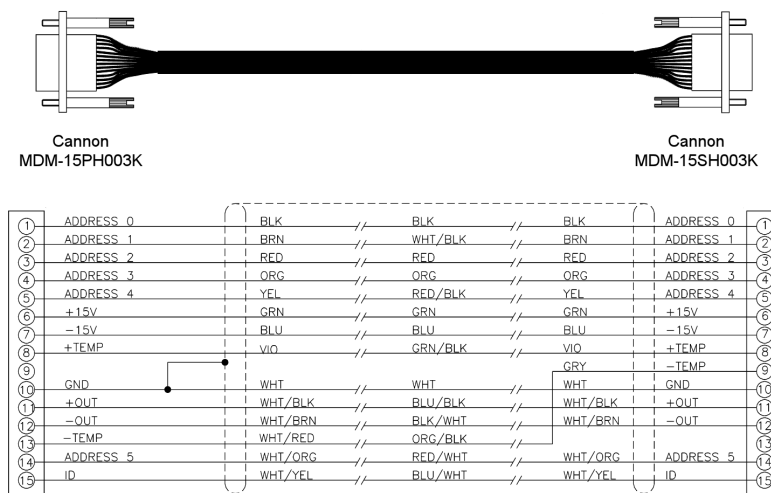 Cannon
MDM-15PH003K
Cannon
MDM-15SH003K
1 ADDRESS 0 BLK BLK BLK ADDRESS 0 1
2 ADDRESS 1 BRN WHT/BLK BRN ADDRESS 1 2
3 ADDRESS 2 RED RED RED ADDRESS 2 3
4 ADDRESS 3 ORG ORG ORG ADDRESS 3 4
5 ADDRESS 4 YEL RED/BLK YEL ADDRESS 4 5
6 +15V GRN GRN GRN +15V 6
7 -15V BLU BLU BLU -15V 7
8 +TEMP VIO GRN/BLK VIO +TEMP 8
9 GRY -TEMP 9
10 GND WHT WHT WHT GND 10
11 +OUT WHT/BLK BLU/BLK WHT/BLK +OUT 11
12 -OUT WHT/BRN BLK/WHT WHT/BRN -OUT 12
13 -TEMP WHT/RED ORG/BLK 13
14 ADDRESS 5 WHT/ORG RED/WHT WHT/ORG ADDRESS 5 14
15 ID WHT/YEL BLU/WHT WHT/YEL ID 15